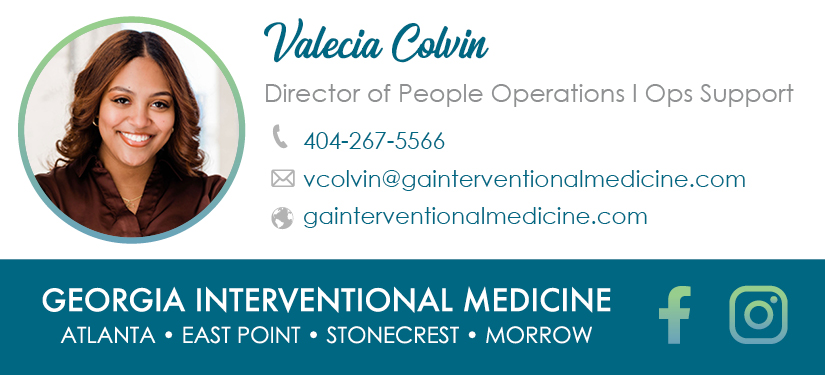 Valecia Colvin
Director of People Operations | Ops Support
404-267-5566
vcolvin@gainterventionalmedicine.com
gainterventionalmedicine.com
GEORGIA INTERVENTIONAL MEDICINE
ATLANTA • EAST POINT • STONECREST • MORROW